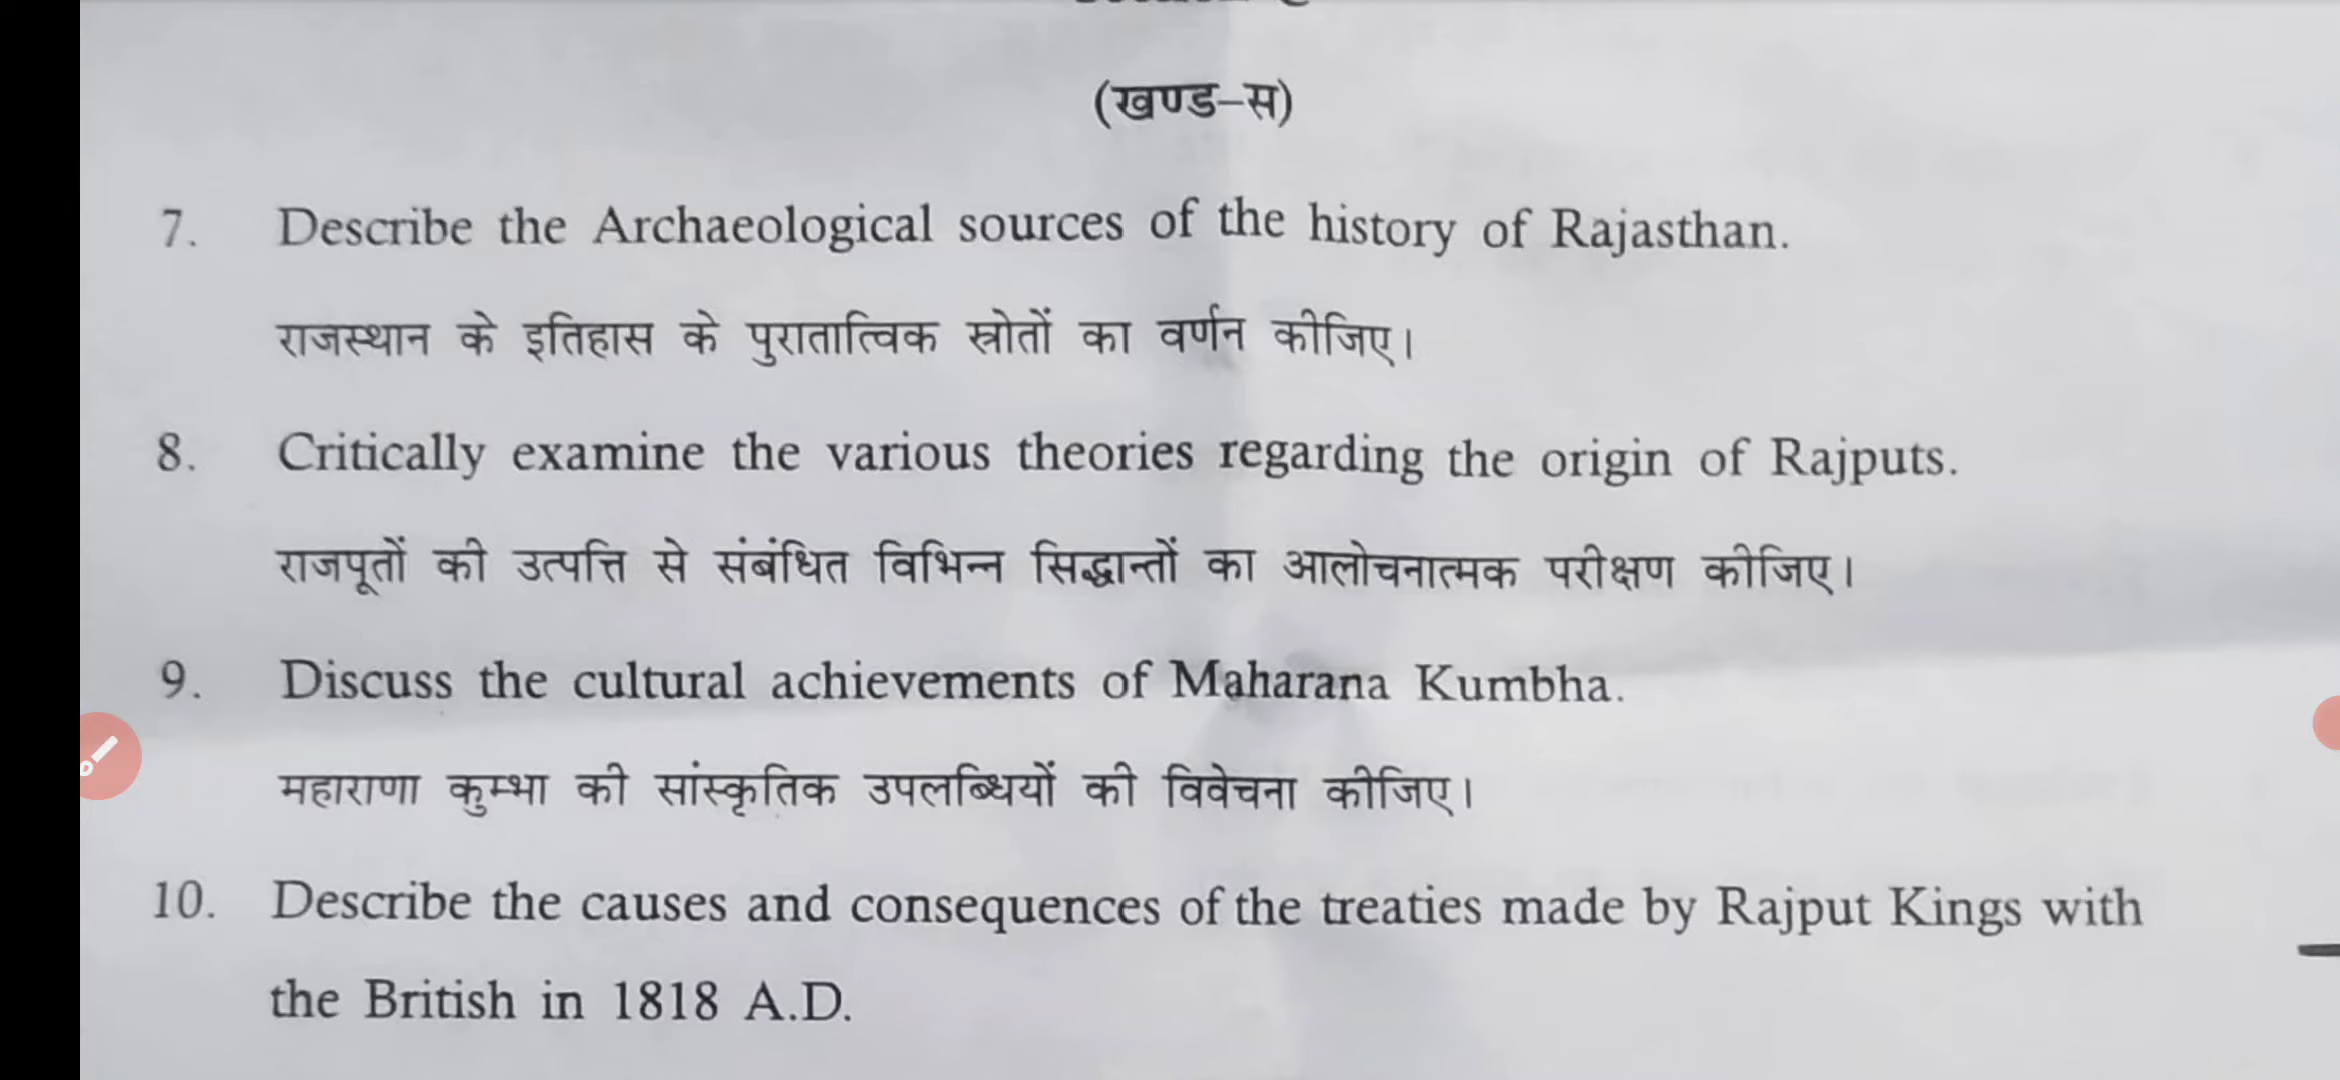 (खण्ड–स)
7. Describe the Archaeological sources of the history of Rajasthan.
राजस्थान के इतिहास के पुरातात्विक स्रोतों का वर्णन कीजिए।
8. Critically examine the various theories regarding the origin of Rajputs.
राजपूतों की उत्पत्ति से संबंधित विभिन्न सिद्धान्तों का आलोचनात्मक परीक्षण कीजिए।
9. Discuss the cultural achievements of Maharana Kumbha.
महाराणा कुम्भा की सांस्कृतिक उपलब्धियों की विवेचना कीजिए।
10. Describe the causes and consequences of the treaties made by Rajput Kings with
the British in 1818 A.D.